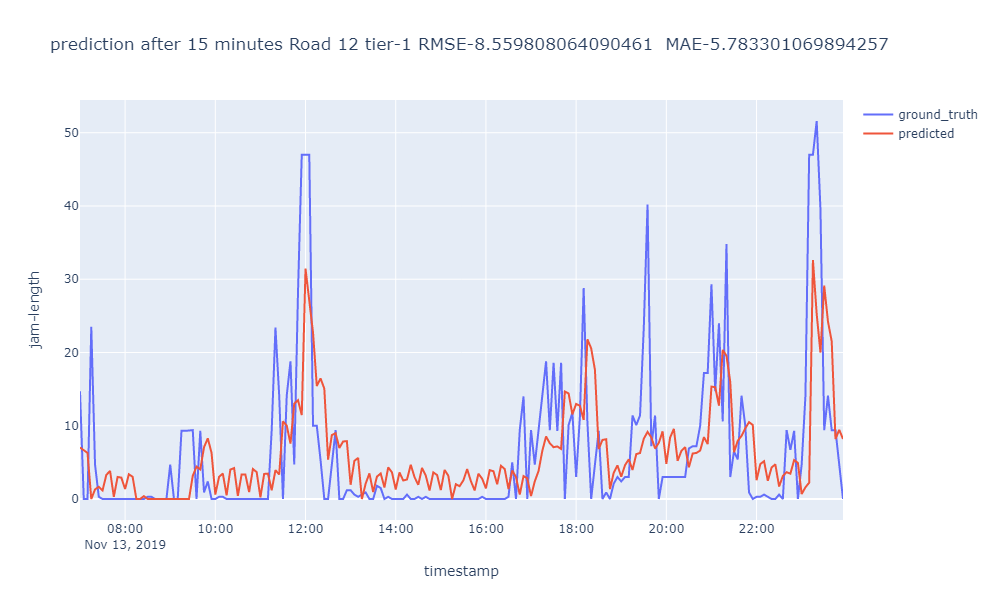 prediction after 15 minutes Road 12 tier-1 RMSE-8.559808064090461  MAE-5.783301069894257
ground_truth
predicted
50
40
30
20
10
0
jam-length
08:00 10:00 12:00 14:00 16:00 18:00 20:00 22:00
Nov 13, 2019
timestamp